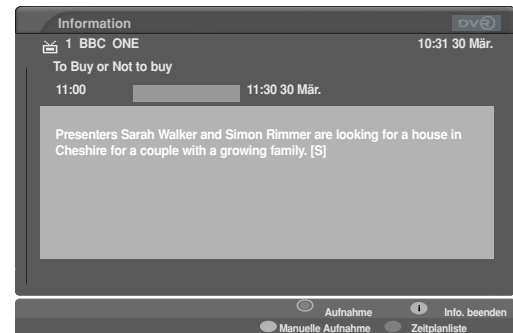 Information
DVR
1 BBC ONE 10:31 30 Mär.
To Buy or Not to buy
11:00 11:30 30 Mär.
Presenters Sarah Walker and Simon Rimmer are looking for a house in
Cheshire for a couple with a growing family. [S]
Aufnahme i Info. beenden
Manuelle Aufnahme Zeitplanliste